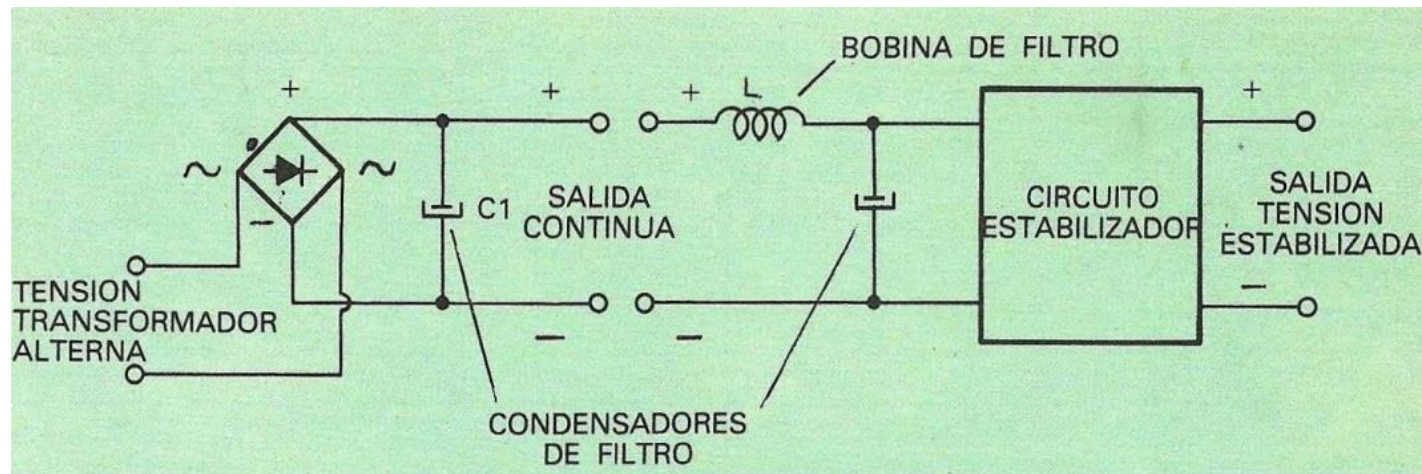 BOBINA DE FILTRO
+
+
+
L
+
~
~
C1
SALIDA
CONTINUA
CIRCUITO
ESTABILIZADOR
SALIDA
TENSION
ESTABILIZADA
−
−
−
−
TENSION
TRANSFORMADOR
ALTERNA
CONDENSADORES
DE FILTRO